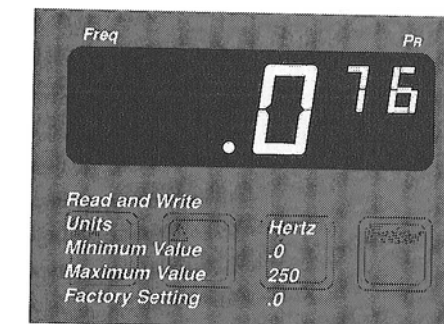 Freq PR
.0 76
Read and Write
Units Hertz
Minimum Value .0
Maximum Value 250
Factory Setting .0